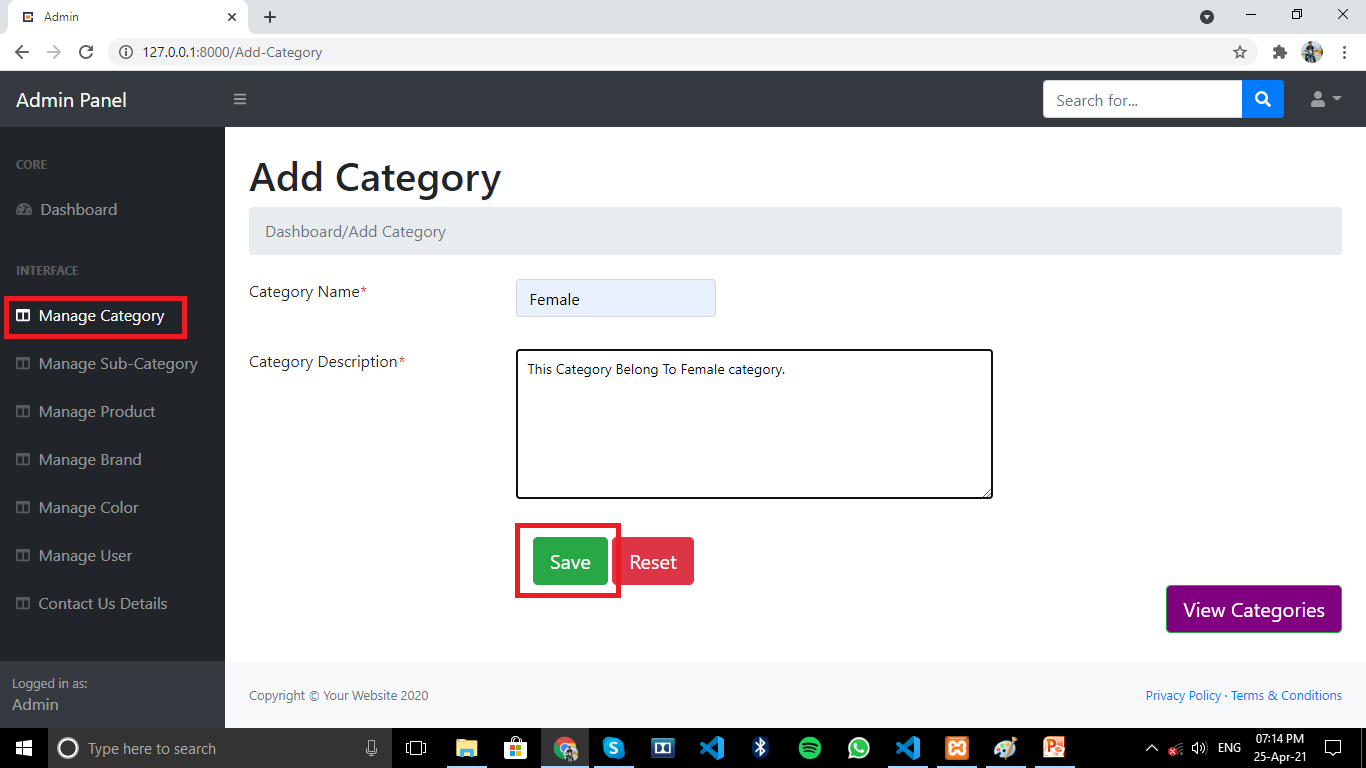 Admin
127.0.0.1:8000/Add-Category
Admin Panel
Search for...
CORE
Dashboard
INTERFACE
Manage Category
Manage Sub-Category
Manage Product
Manage Brand
Manage Color
Manage User
Contact Us Details
Logged in as:
Admin
Add Category
Dashboard/Add Category
Category Name*
Female
Category Description*
This Category Belong To Female category.
Save Reset
View Categories
Copyright © Your Website 2020
Privacy Policy · Terms & Conditions
Type here to search
ENG
07:14 PM
25-Apr-21